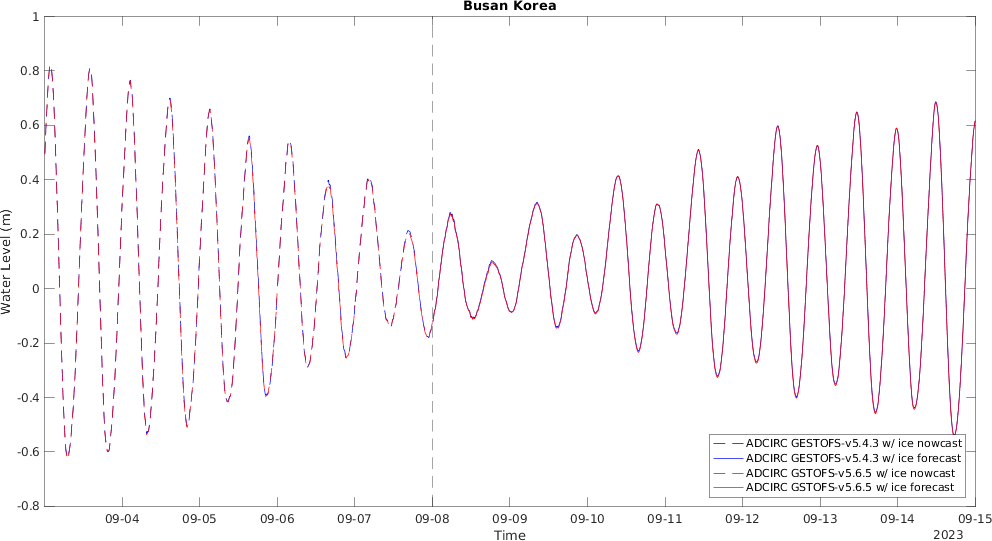 Busan Korea
1
0.8
0.6
0.4
0.2
0
-0.2
-0.4
-0.6
-0.8
Water Level (m)
ADCIRC GESTOFS-v5.4.3 w/ ice nowcast
ADCIRC GESTOFS-v5.4.3 w/ ice forecast
ADCIRC GSTOFS-v5.6.5 w/ ice nowcast
ADCIRC GSTOFS-v5.6.5 w/ ice forecast
09-04 09-05 09-06 09-07 09-08 09-09 09-10 09-11 09-12 09-13 09-14 09-15
Time
2023